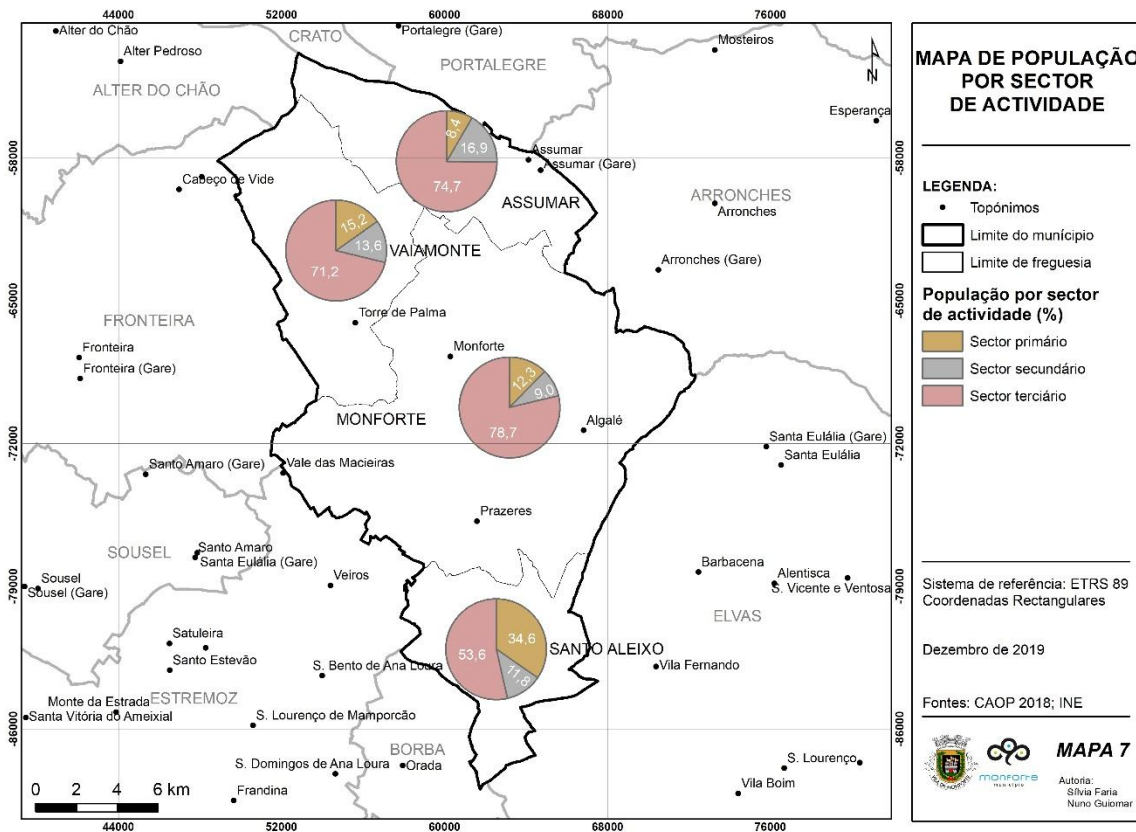 44000 52000 60000 68000 76000
Alter do Chão
Alter Pedroso
ALTER DO CHÃO
CRATO
Portalegre (Gare)
PORTALEGRE
Mosteiros
N
Esperança
-58000 -58000
8,4
16,9
74,7
Assumar
Assumar (Gare)
ASSUMAR
Cabeço de Vide
ARRONCHES
Arronches
15,2
13,6
71,2
VAIAMONTE
Arronches (Gare)
-65000 -65000
Torre de Palma
FRONTEIRA
Fronteira
Fronteira (Gare)
Monforte
12,3
9,0
78,7
MONFORTE
Algalé
-72000 -72000
Santa Eulália (Gare)
Santa Eulália
Santo Amaro (Gare)
Vale das Macieiras
Prazeres
SOUSEL
Santo Amaro
Santa Eulália (Gare)
Sousel
Sousel (Gare)
Veiros
Barbacena
Alentisca
S. Vicente e Ventosa
-79000 -79000
ELVAS
34,6
11,8
53,6
SANTO ALEIXO
Satuleira
Santo Estevão
S. Bento de Ana Loura
Vila Fernando
Monte da Estrada
ESTREMOZ
Santa Vitória do Ameixial
S. Lourenço de Mamporcão
-86000 -86000
BORBA
Orada
S. Domingos de Ana Loura
S. Lourenço
Vila Boim
Frandina
0 2 4 6 km
44000 52000 60000 68000 76000
MAPA DE POPULAÇÃO
POR SECTOR
DE ACTIVIDADE
LEGENDA:
Topónimos
Limite do munícipio
Limite de freguesia
População por sector
de actividade (%)
Sector primário
Sector secundário
Sector terciário
Sistema de referência: ETRS 89
Coordenadas Rectangulares
Dezembro de 2019
Fontes: CAOP 2018; INE
monforte
município
MAPA 7
Autoria:
Sílvia Faria
Nuno Guiomar